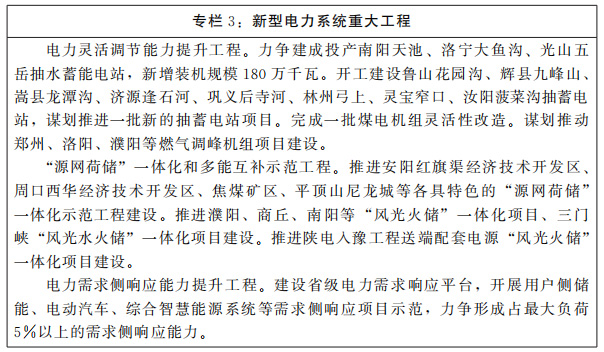 专栏 3：新型电力系统重大工程
电力灵活调节能力提升工程。力争建成投产南阳天池、洛宁大鱼沟、光山五
岳抽水蓄能电站，新增装机规模 180 万千瓦。开工建设鲁山花园沟、辉县九峰山、
嵩县龙潭沟、济源逢石河、巩义后寺河、林州弓上、灵宝窄口、汝阳菠菜沟抽蓄电
站，谋划推进一批新的抽蓄电站项目。完成一批煤电机组灵活性改造。谋划推动
郑州、洛阳、濮阳等燃气调峰机组项目建设。
“源网荷储”一体化和多能互补示范工程。推进安阳红旗渠经济技术开发区、
周口西华经济技术开发区、焦煤矿区、平顶山尼龙城等各具特色的“源网荷储”
一体化示范工程建设。推进濮阳、商丘、南阳等“风光火储”一体化项目、三门
峡“风光水火储”一体化项目建设。推进陕电入豫工程送端配套电源“风光火储”
一体化项目建设。
电力需求侧响应能力提升工程。建设省级电力需求响应平台，开展用户侧储
能、电动汽车、综合智慧能源系统等需求侧响应项目示范，力争形成占最大负荷
5%以上的需求侧响应能力。